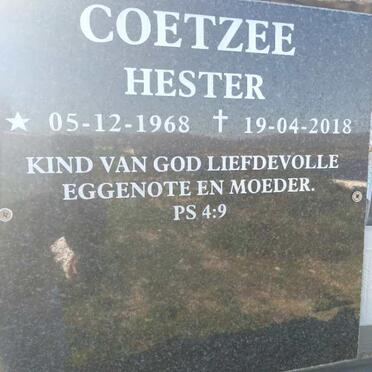 COETZEE
HESTER
★ 05-12-1968 † 19-04-2018
KIND VAN GOD LIEFDEVOLLE
EGGENOTE EN MOEDER.
PS 4:9